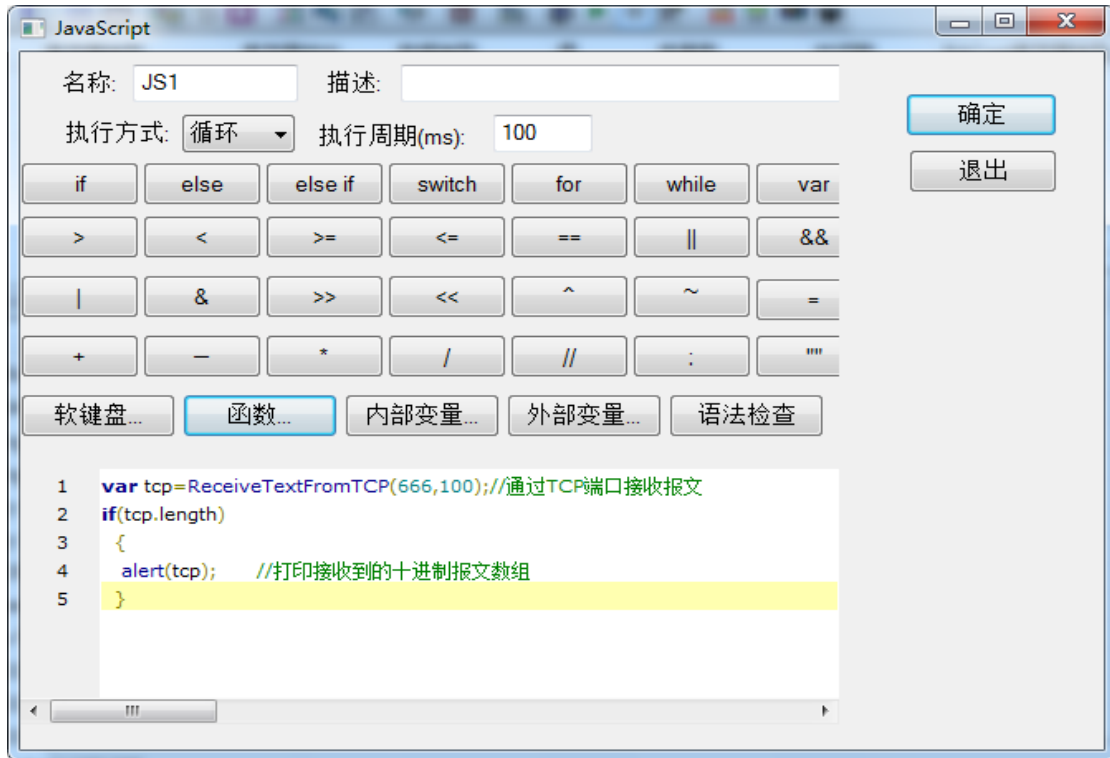 JavaScript
名称: JS1 描述:
执行方式: 循环 执行周期(ms): 100
确定
退出
if else else if switch for while var
> < >= <= == || &&
| & >> << ^ ~ =
+ — * / // : ""
软键盘... 函数... 内部变量... 外部变量... 语法检查
1 var tcp=ReceiveTextFromTCP(666,100);//通过TCP端口接收报文
2 if(tcp.length)
3 {
4 alert(tcp); //打印接收到的十进制报文数组
5 }